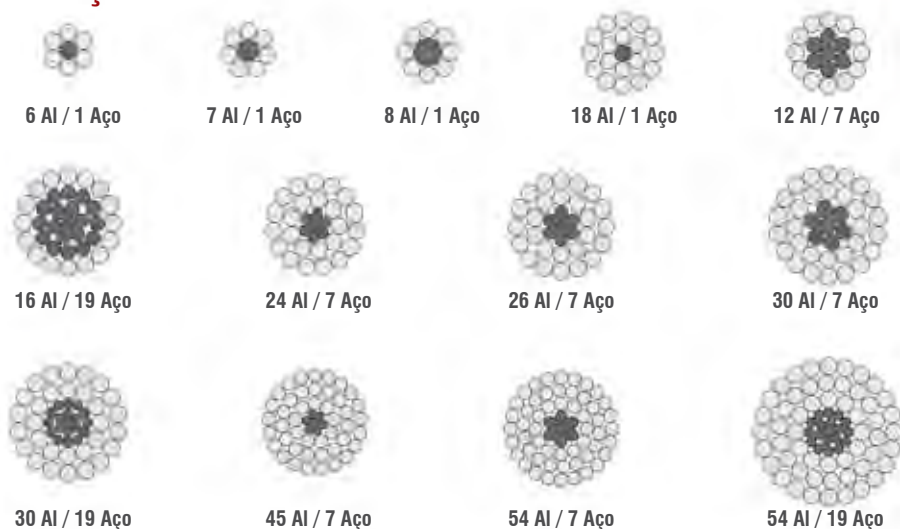 6 Al / 1 Aço
7 Al / 1 Aço
8 Al / 1 Aço
18 Al / 1 Aço
12 Al / 7 Aço
16 Al / 19 Aço
24 Al / 7 Aço
26 Al / 7 Aço
30 Al / 7 Aço
30 Al / 19 Aço
45 Al / 7 Aço
54 Al / 7 Aço
54 Al / 19 Aço